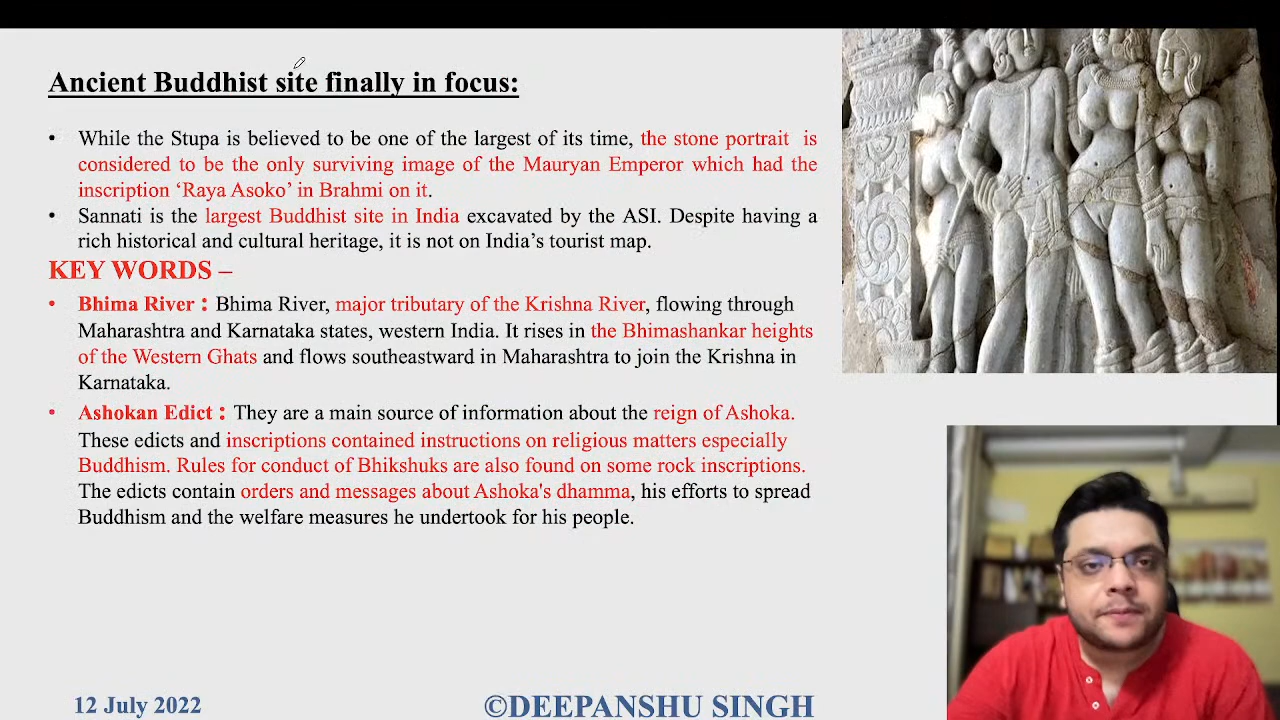 Ancient Buddhist site finally in focus:
• While the Stupa is believed to be one of the largest of its time, the stone portrait is
considered to be the only surviving image of the Mauryan Emperor which had the
inscription ‘Raya Asoko’ in Brahmi on it.
• Sannati is the largest Buddhist site in India excavated by the ASI. Despite having a
rich historical and cultural heritage, it is not on India’s tourist map.
KEY WORDS –
• Bhima River : Bhima River, major tributary of the Krishna River, flowing through
Maharashtra and Karnataka states, western India. It rises in the Bhimashankar heights
of the Western Ghats and flows southeastward in Maharashtra to join the Krishna in
Karnataka.
• Ashokan Edict : They are a main source of information about the reign of Ashoka.
These edicts and inscriptions contained instructions on religious matters especially
Buddhism. Rules for conduct of Bhikshuks are also found on some rock inscriptions.
The edicts contain orders and messages about Ashoka's dhamma, his efforts to spread
Buddhism and the welfare measures he undertook for his people.
12 July 2022
©DEEPANSHU SINGH